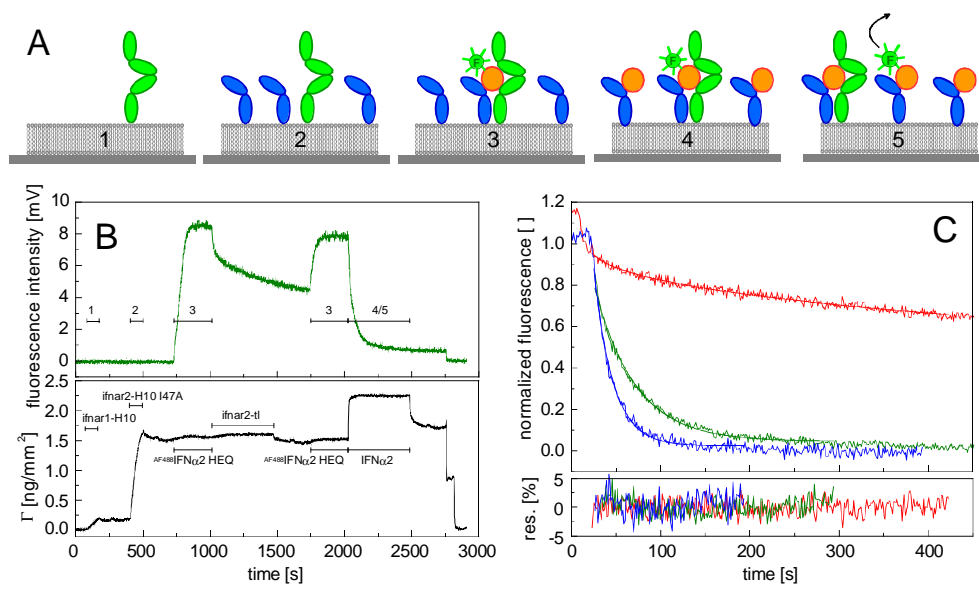 A
F
F
F
1
2
3
4
5
fluorescence intensity [mV]
10
8
6
4
2
0
B
1
2
3
3
4/5
Γ [ng/mm²]
2.5
2.0
1.5
1.0
0.5
0.0
ifnar2-H10 I47A
ifnar1-H10
ifnar2-tl
AF488IFNα2 HEQ
AF488IFNα2 HEQ
IFNα2
0 500 1000 1500 2000 2500 3000
time [s]
normalized fluorescence [ ]
1.2
1.0
0.8
0.6
0.4
0.2
0.0
C
res. [%]
5
0
-5
0 100 200 300 400
time [s]